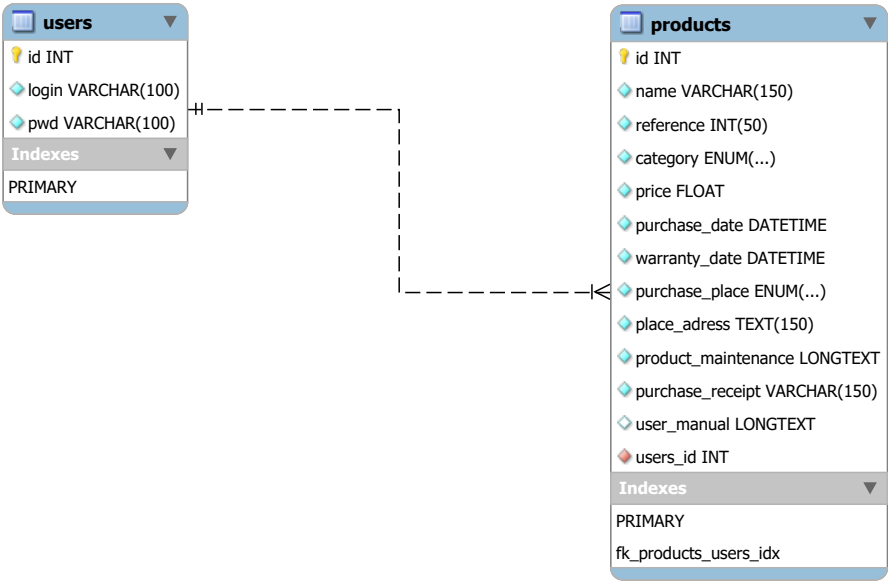 users
id INT
login VARCHAR(100)
pwd VARCHAR(100)
Indexes
PRIMARY
products
id INT
name VARCHAR(150)
reference INT(50)
category ENUM(...)
price FLOAT
purchase_date DATETIME
warranty_date DATETIME
purchase_place ENUM(...)
place_adress TEXT(150)
product_maintenance LONGTEXT
purchase_receipt VARCHAR(150)
user_manual LONGTEXT
users_id INT
Indexes
PRIMARY
fk_products_users_idx